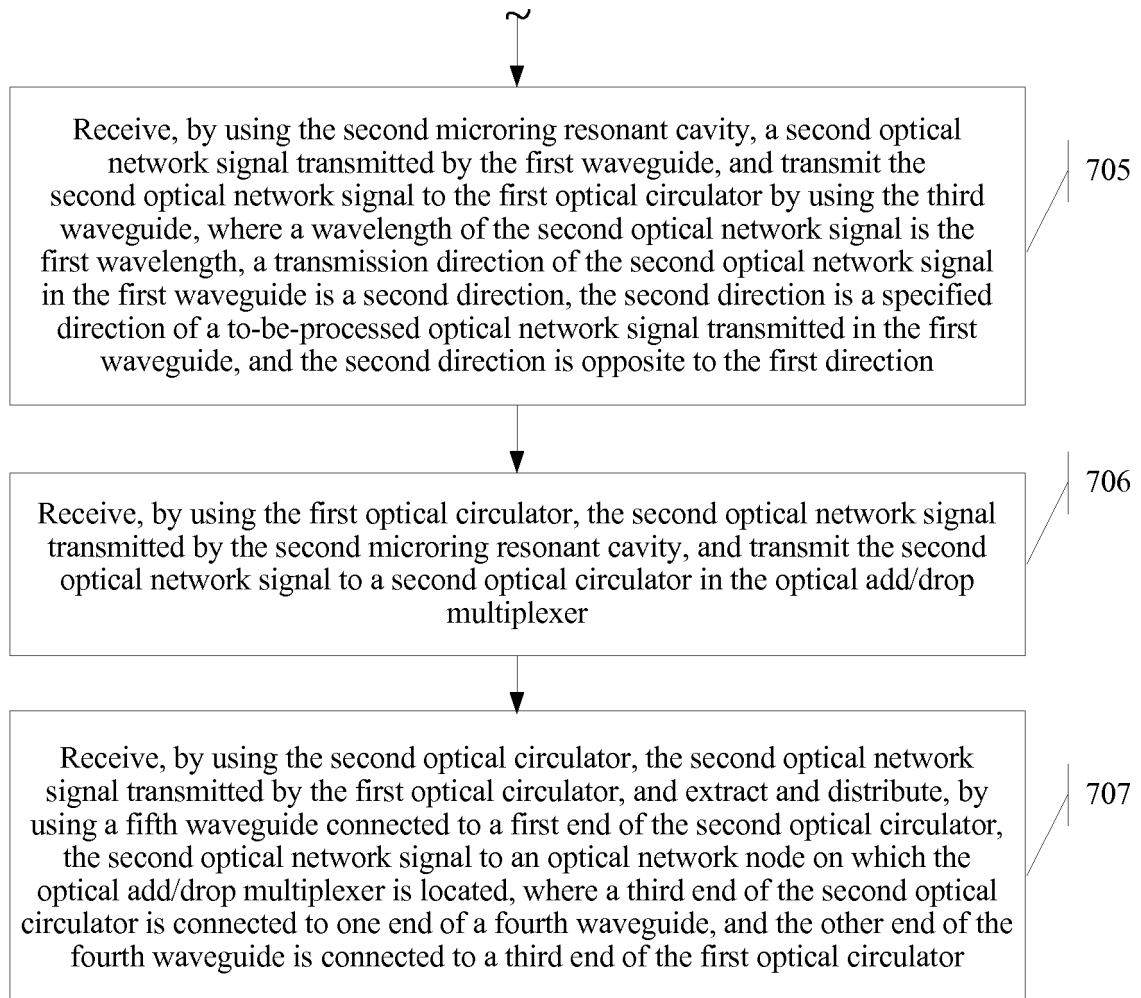 ~
Receive, by using the second microring resonant cavity, a second optical
network signal transmitted by the first waveguide, and transmit the
second optical network signal to the first optical circulator by using the third
waveguide, where a wavelength of the second optical network signal is the
first wavelength, a transmission direction of the second optical network signal
in the first waveguide is a second direction, the second direction is a specified
direction of a to-be-processed optical network signal transmitted in the first
waveguide, and the second direction is opposite to the first direction
705
Receive, by using the first optical circulator, the second optical network signal
transmitted by the second microring resonant cavity, and transmit the second
optical network signal to a second optical circulator in the optical add/drop
multiplexer
706
Receive, by using the second optical circulator, the second optical network
signal transmitted by the first optical circulator, and extract and distribute, by
using a fifth waveguide connected to a first end of the second optical circulator,
the second optical network signal to an optical network node on which the
optical add/drop multiplexer is located, where a third end of the second optical
circulator is connected to one end of a fourth waveguide, and the other end of the
fourth waveguide is connected to a third end of the first optical circulator
707